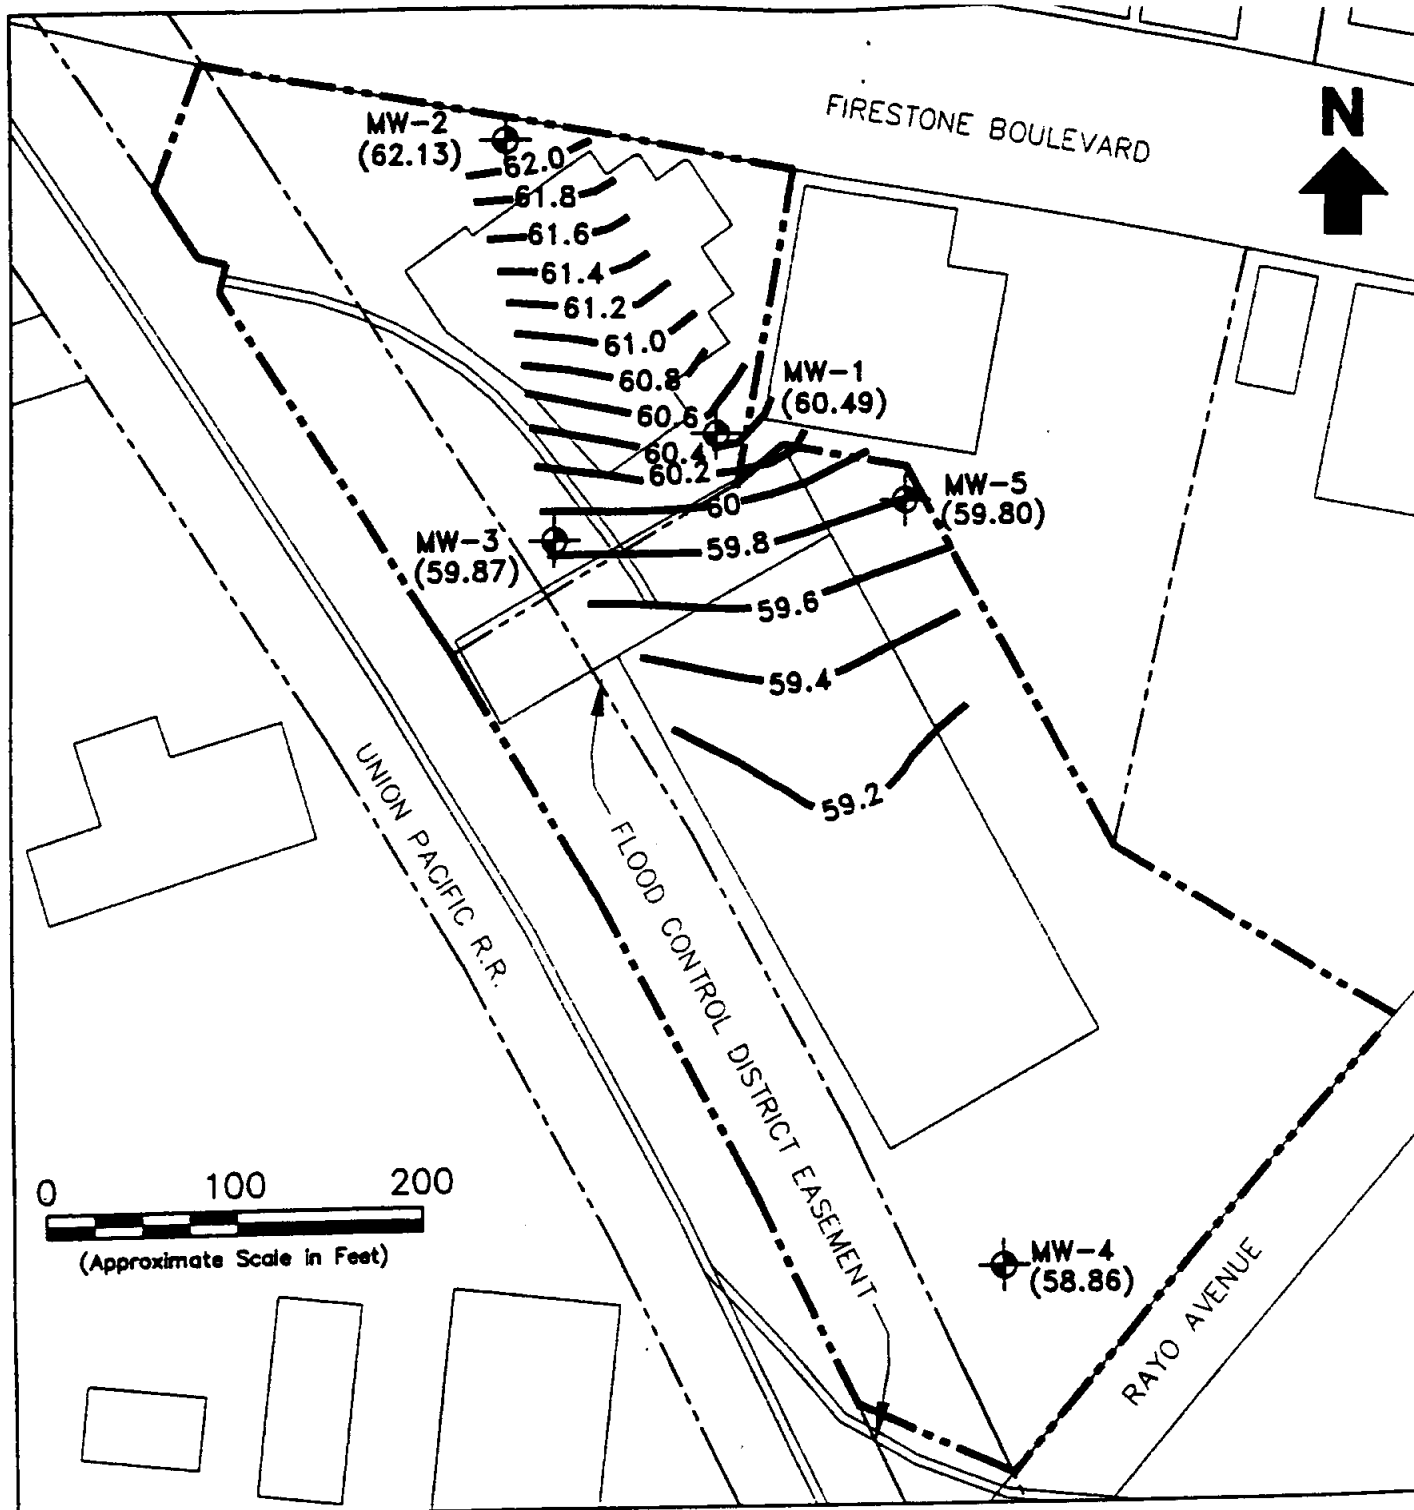 FIRESTONE BOULEVARD
N
MW-2
(62.13)
62.0
61.8
61.6
61.4
61.2
61.0
60.8
60.6
60.4
60.2
60
59.8
59.6
59.4
59.2
MW-1
(60.49)
MW-5
(59.80)
MW-3
(59.87)
UNION PACIFIC R.R.
FLOOD CONTROL DISTRICT EASEMENT
0 100 200
(Approximate Scale in Feet)
MW-4
(58.86)
RAYO AVENUE